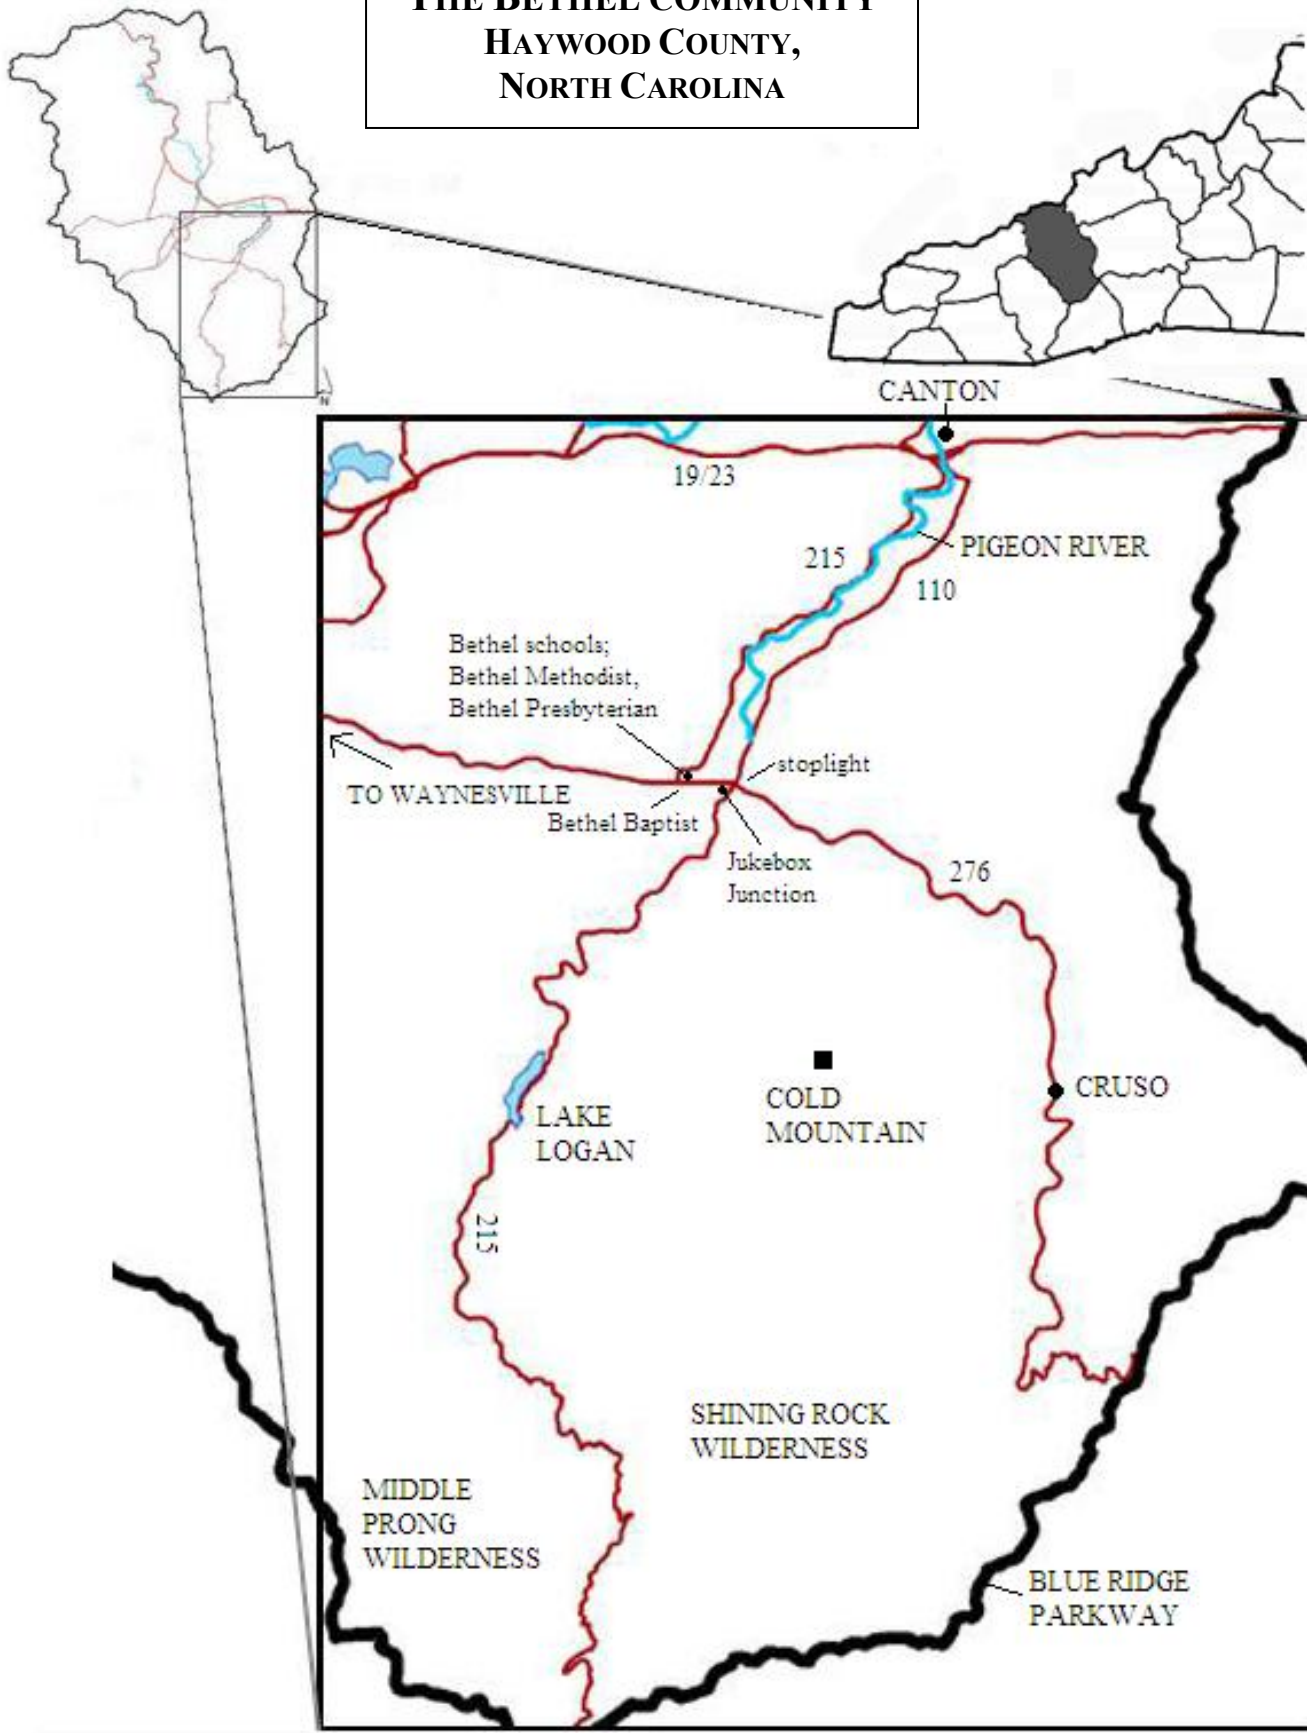 THE BETHEL COMMUNITY
HAYWOOD COUNTY,
NORTH CAROLINA
N
CANTON
19/23
PIGEON RIVER
215
110
Bethel schools;
Bethel Methodist,
Bethel Presbyterian
stoplight
TO WAYNESVILLE
Bethel Baptist
Jukebox
Junction
276
CRUSO
COLD
MOUNTAIN
LAKE
LOGAN
215
SHINING ROCK
WILDERNESS
MIDDLE
PRONG
WILDERNESS
BLUE RIDGE
PARKWAY